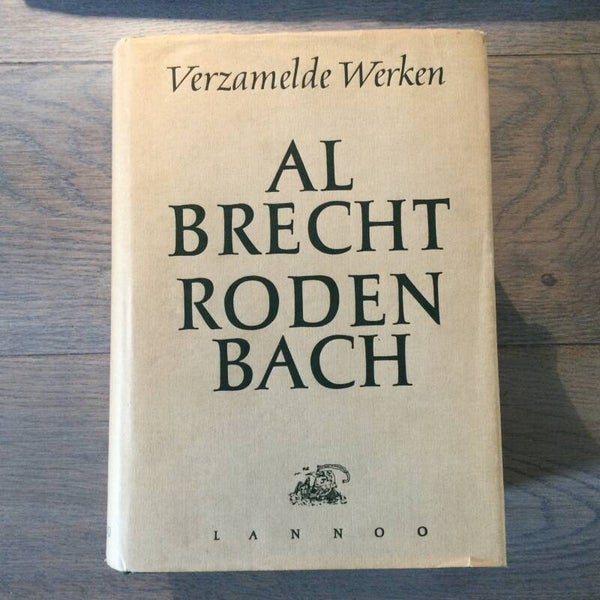 Verzamelde Werken
AL
BRECHT
RODEN
BACH
LANNOO